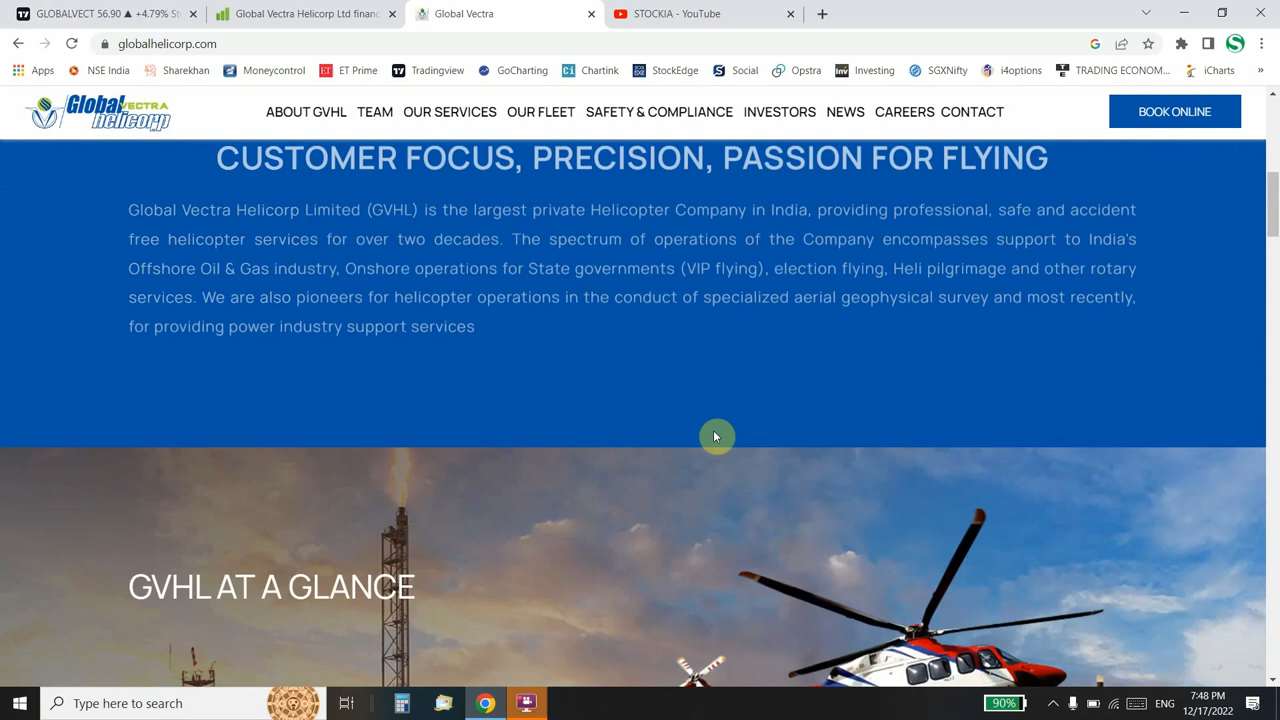 GLOBALVECT 56.90 ▲ +4.79% St
Global Vectra Helicorp Ltd financ
Global Vectra
STOCKIA - YouTube
globalhelicorp.com
Apps
NSE India
Sharekhan
Moneycontrol
ET Prime
Tradingview
GoCharting
Chartink
StockEdge
Social
Opstra
Investing
SGXNifty
i4options
TRADING ECONOM...
iCharts
»
Global VECTRA
helicorp
ABOUT GVHL
TEAM
OUR SERVICES
OUR FLEET
SAFETY & COMPLIANCE
INVESTORS
NEWS
CAREERS
CONTACT
BOOK ONLINE
CUSTOMER FOCUS, PRECISION, PASSION FOR FLYING
Global Vectra Helicorp Limited (GVHL) is the largest private Helicopter Company in India, providing professional, safe and accident
free helicopter services for over two decades. The spectrum of operations of the Company encompasses support to India's
Offshore Oil & Gas industry, Onshore operations for State governments (VIP flying), election flying, Heli pilgrimage and other rotary
services. We are also pioneers for helicopter operations in the conduct of specialized aerial geophysical survey and most recently,
for providing power industry support services
GVHL AT A GLANCE
Type here to search
90%
ENG
7:48 PM
12/17/2022